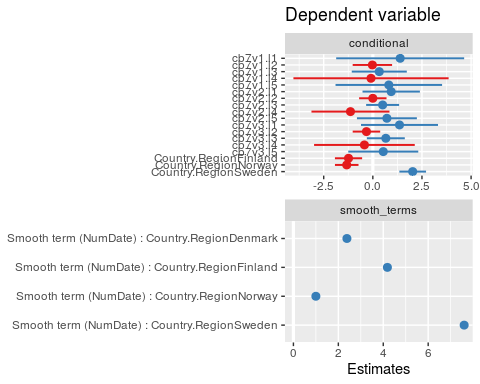 Dependent variable
conditional
cb7v1.l1
cb7v1.l2
cb7v1.l3
cb7v1.l4
cb7v1.l5
cb7v2.l1
cb7v2.l2
cb7v2.l3
cb7v2.l4
cb7v2.l5
cb7v3.l1
cb7v3.l2
cb7v3.l3
cb7v3.l4
cb7v3.l5
Country.RegionFinland
Country.RegionNorway
Country.RegionSweden
-2.5 0.0 2.5 5.0
smooth_terms
Smooth term (NumDate) : Country.RegionDenmark
Smooth term (NumDate) : Country.RegionFinland
Smooth term (NumDate) : Country.RegionNorway
Smooth term (NumDate) : Country.RegionSweden
0 2 4 6
Estimates